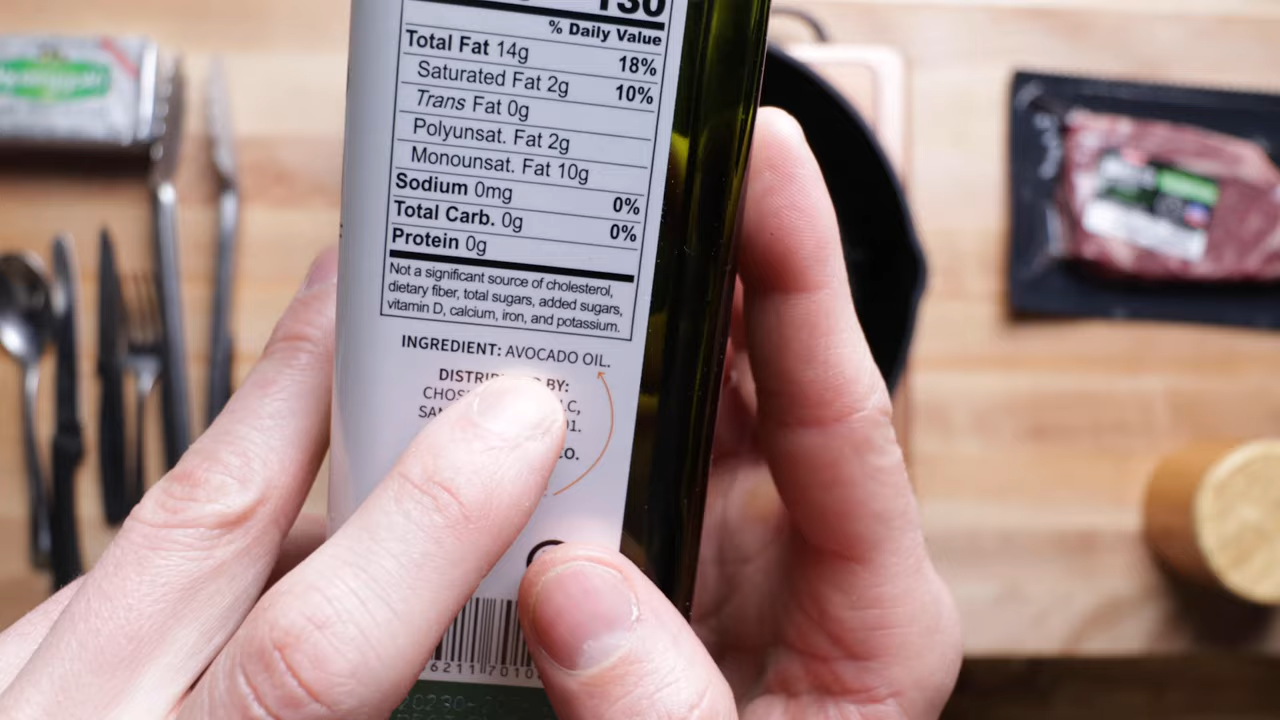 130
% Daily Value
Total Fat 14g 18%
Saturated Fat 2g 10%
Trans Fat 0g
Polyunsat. Fat 2g
Monounsat. Fat 10g
Sodium 0mg 0%
Total Carb. 0g 0%
Protein 0g
Not a significant source of cholesterol,
dietary fiber, total sugars, added sugars,
vitamin D, calcium, iron, and potassium.
INGREDIENT: AVOCADO OIL.
BY: